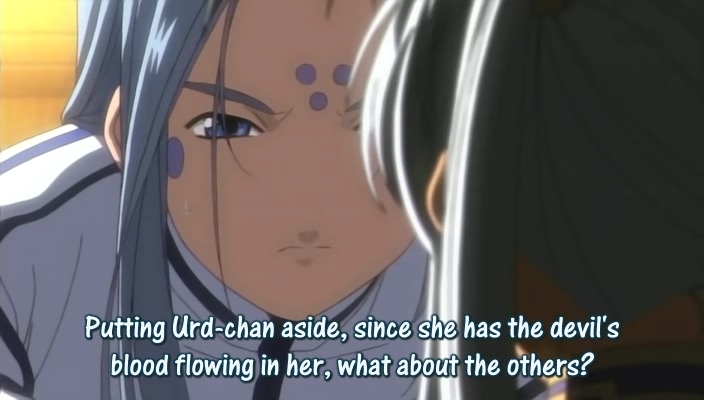 Putting Urd-chan aside, since she has the devil's
blood flowing in her, what about the others?